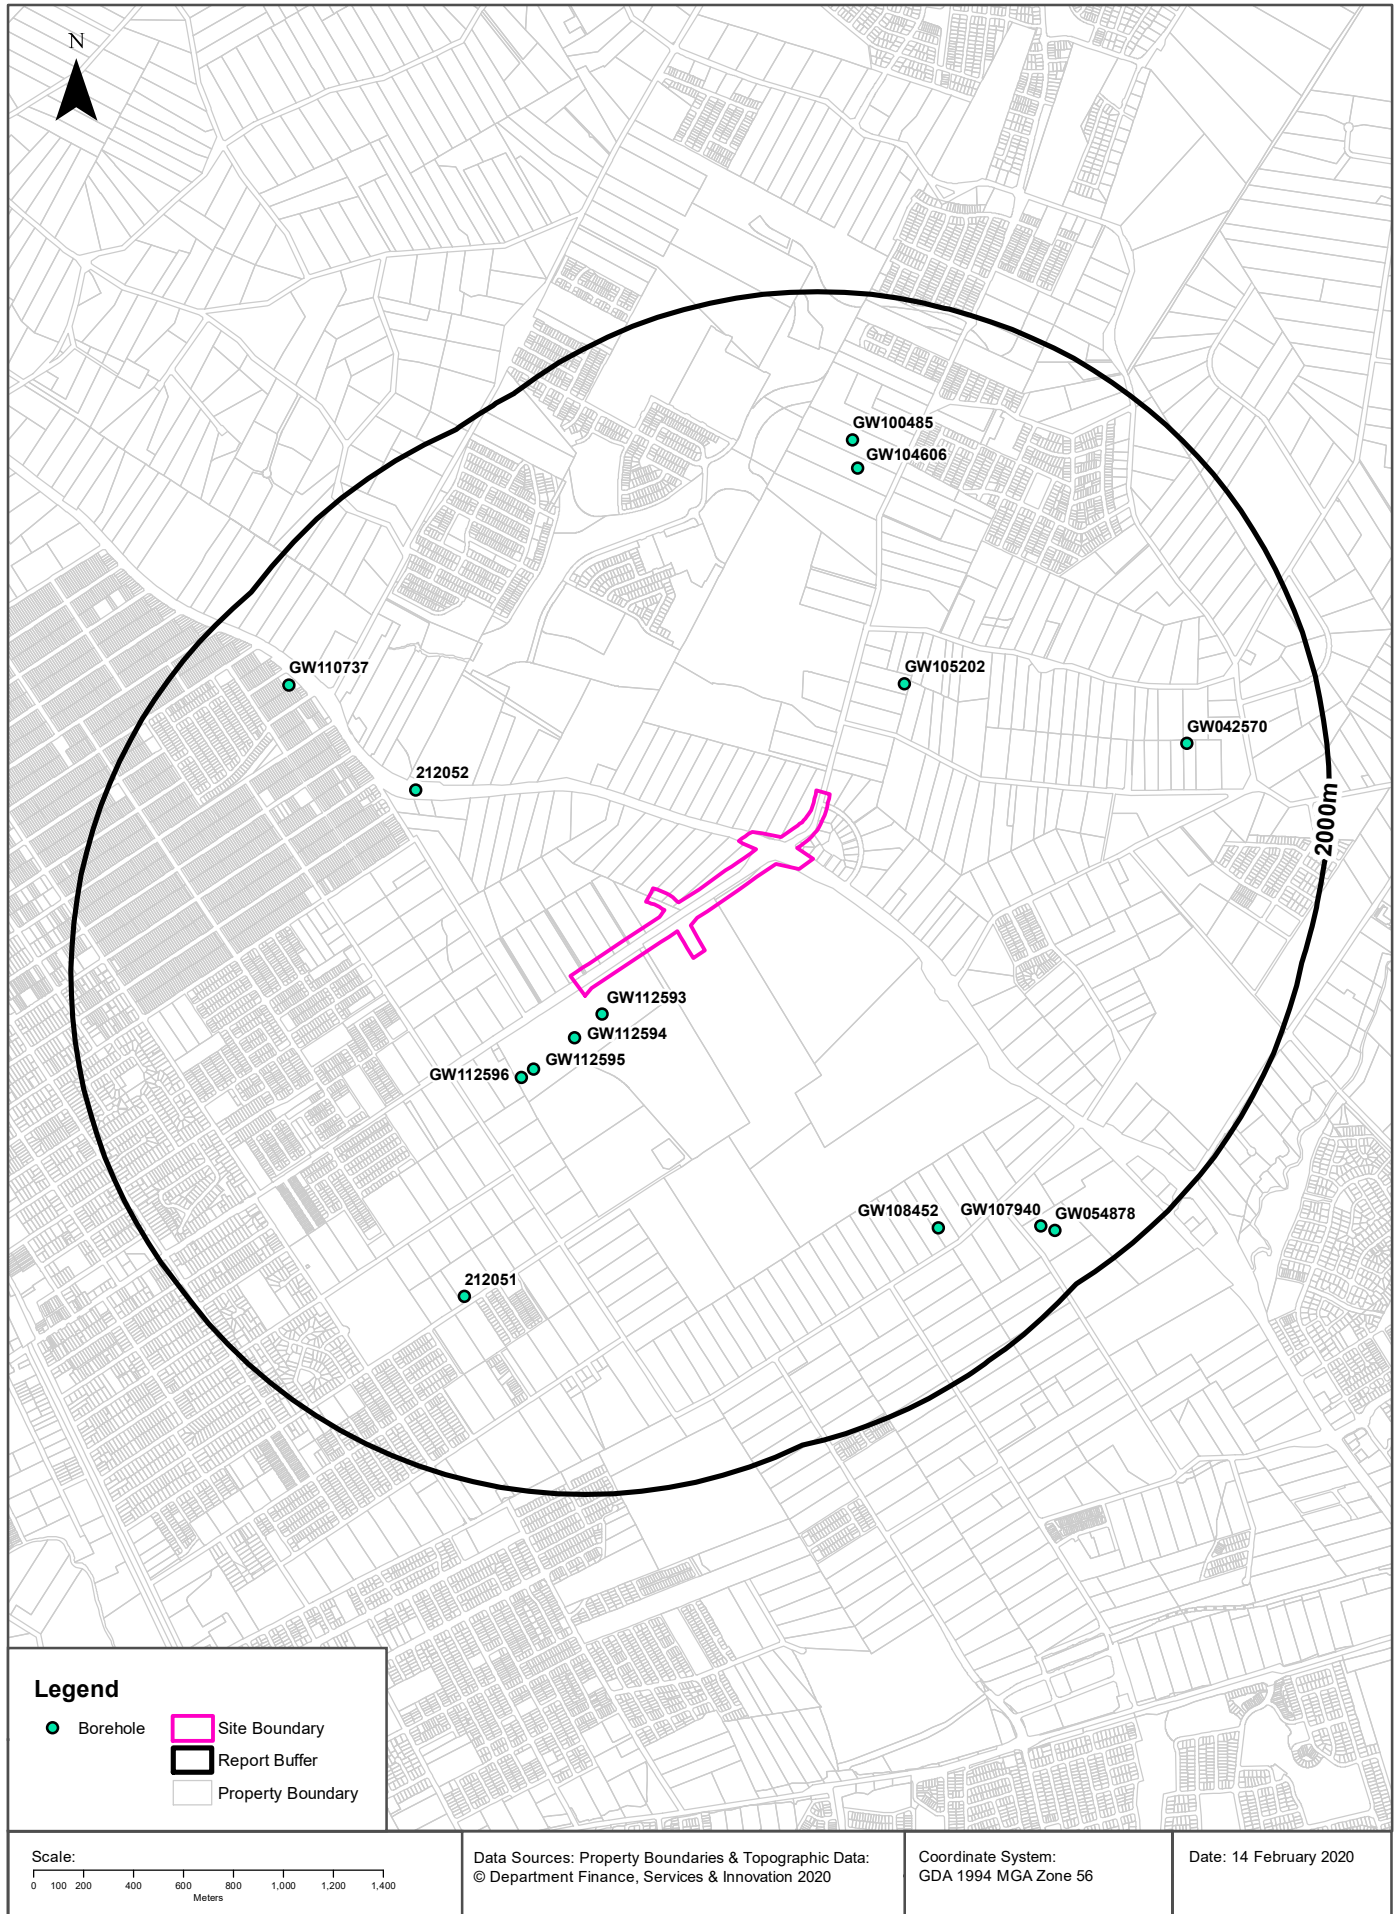 N
GW100485
GW104606
GW110737
GW105202
GW042570
212052
2000m
GW112593
GW112594
GW112595
GW112596
GW108452
GW107940
GW054878
212051
Legend
Borehole
Site Boundary
Report Buffer
Property Boundary
Scale:
0 100 200 400 600 800 1,000 1,200 1,400
Meters
Data Sources: Property Boundaries & Topographic Data:
© Department Finance, Services & Innovation 2020
Coordinate System:
GDA 1994 MGA Zone 56
Date: 14 February 2020